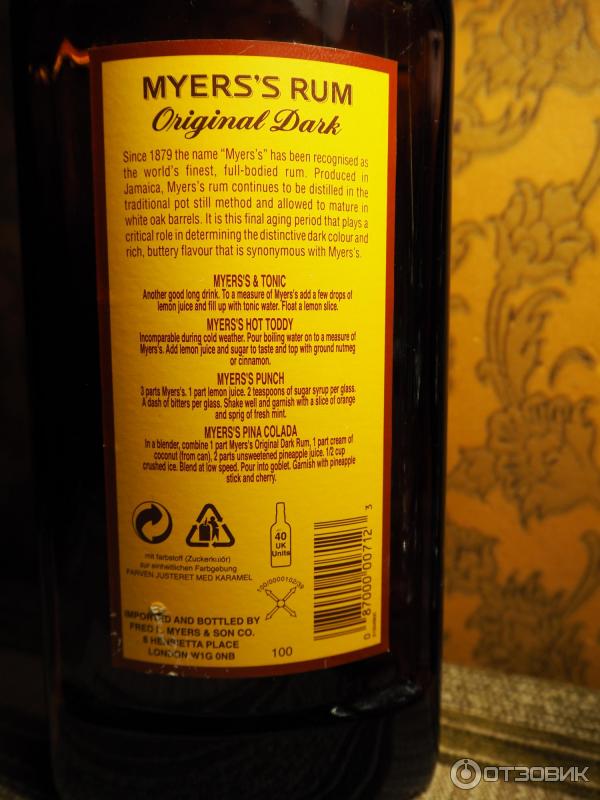 MYERS'S RUM
Original Dark
Since 1879 the name "Myers's" has been recognised as
the world's finest, full-bodied rum. Produced in
Jamaica, Myers's rum continues to be distilled in the
traditional pot still method and allowed to mature in
white oak barrels. It is this final aging period that plays a
critical role in determining the distinctive dark colour and
rich, buttery flavour that is synonymous with Myers's.
MYERS'S & TONIC
Another good long drink. To a measure of Myers's add a few drops of
lemon juice and fill up with tonic water. Float a lemon slice.
MYERS'S HOT TODDY
Incomparable during cold weather. Pour boiling water on to a measure of
Myers's. Add lemon juice and sugar to taste and top with ground nutmeg
or cinnamon.
MYERS'S PUNCH
3 parts Myers's. 1 part lemon juice. 2 teaspoons of sugar syrup per glass.
A dash of bitters per glass. Shake well and garnish with a slice of orange
and sprig of fresh mint.
MYERS'S PINA COLADA
In a blender, combine 1 part Myers's Original Dark Rum, 1 part cream of
coconut (from can), 2 parts unsweetened pineapple juice. 1/2 cup
crushed ice. Blend at low speed. Pour into goblet. Garnish with pineapple
stick and cherry.
40
UK
Units
mit farbstoff (Zuckerkulör)
zur einheitlichen Farbgebung
FARVEN JUSTERET MED KARAMEL
100/0000102/39
IMPORTED AND BOTTLED BY
FRED L. MYERS & SON CO.
8 HENRIETTA PLACE
LONDON W1G 0NB
100
0 87000 00712 3
ОТЗОВИК